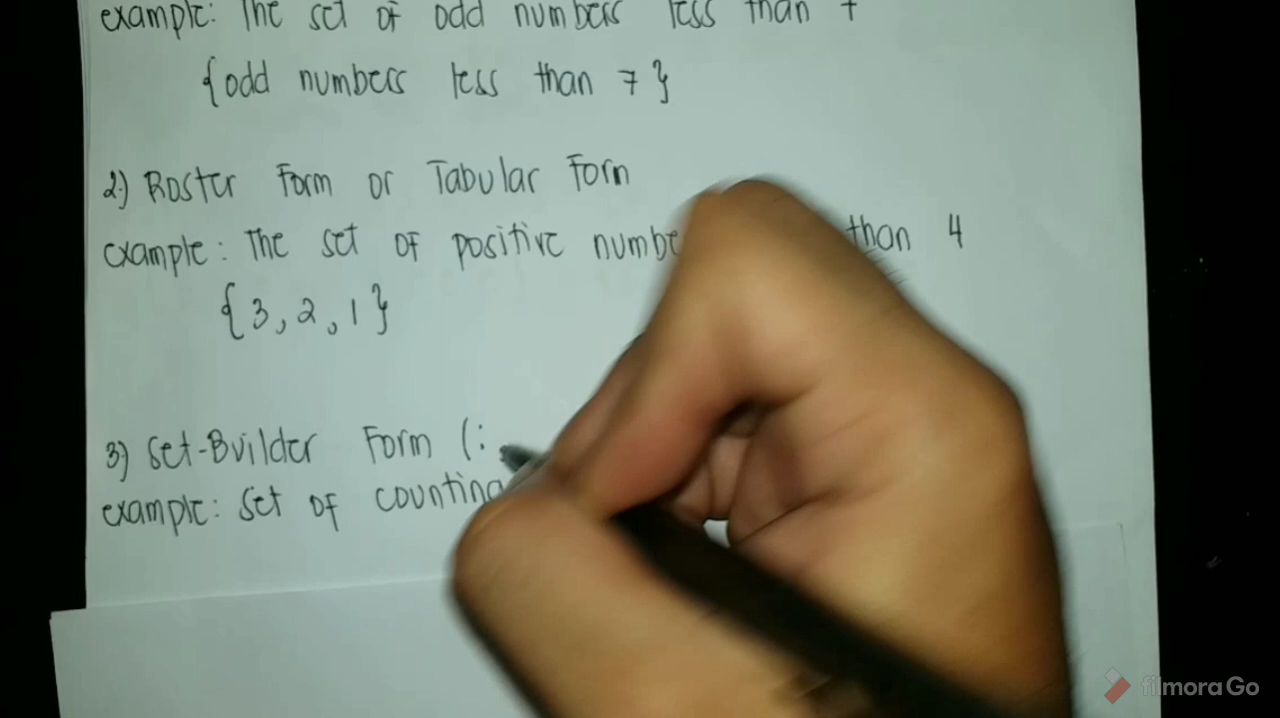 example: The set of odd numbers less than 7
{odd numbers less than 7}
2.) Roster Form or Tabular Form
example: The set of positive than 4
{3, 2, 1}
3) Set-Builder Form (:
example: Set of counting
filmoraGo